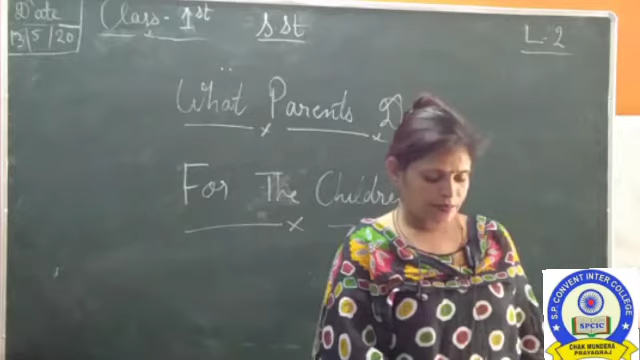 Date
13/5/20
Class - 1st
SSt
L-2
What Parents D
For The Childre
S.P. CONVENT INTER COLLEGE
SPCIC
CHAK MUNDERA
PRAYAGRAJ